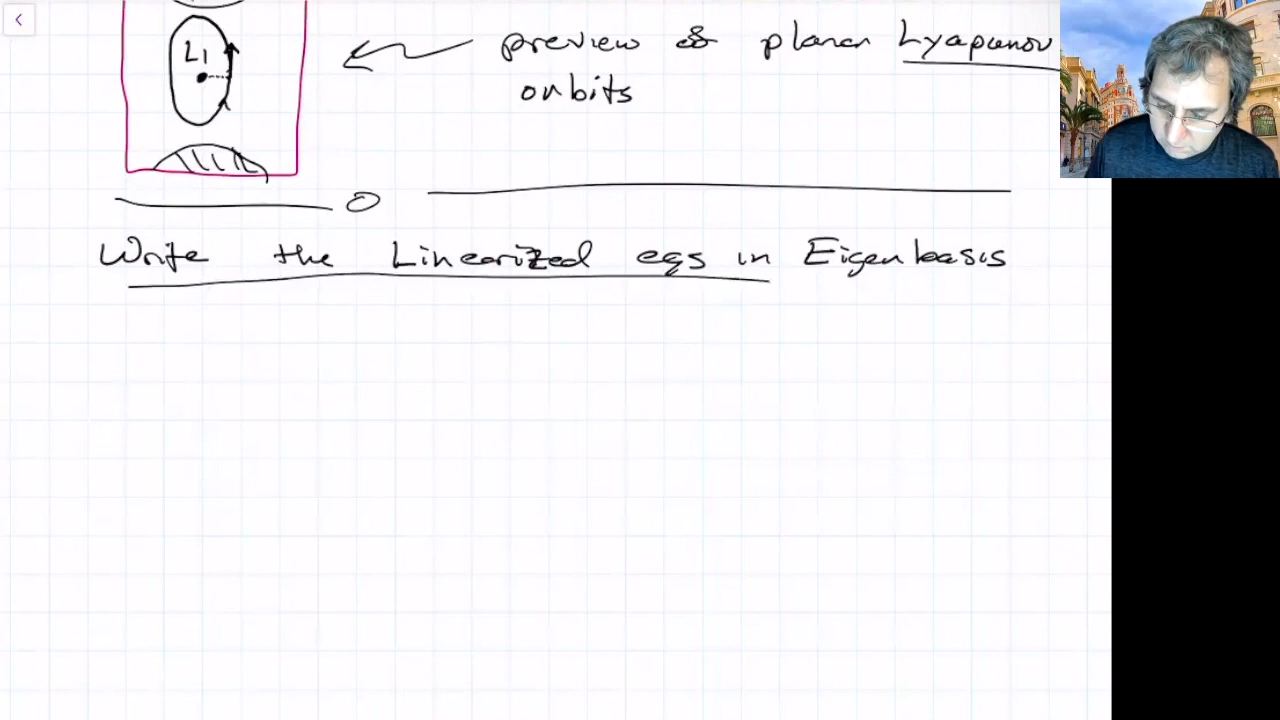 L1
preview of planar Lyapunov
orbits
Write the Linearized eqs in Eigenbasis